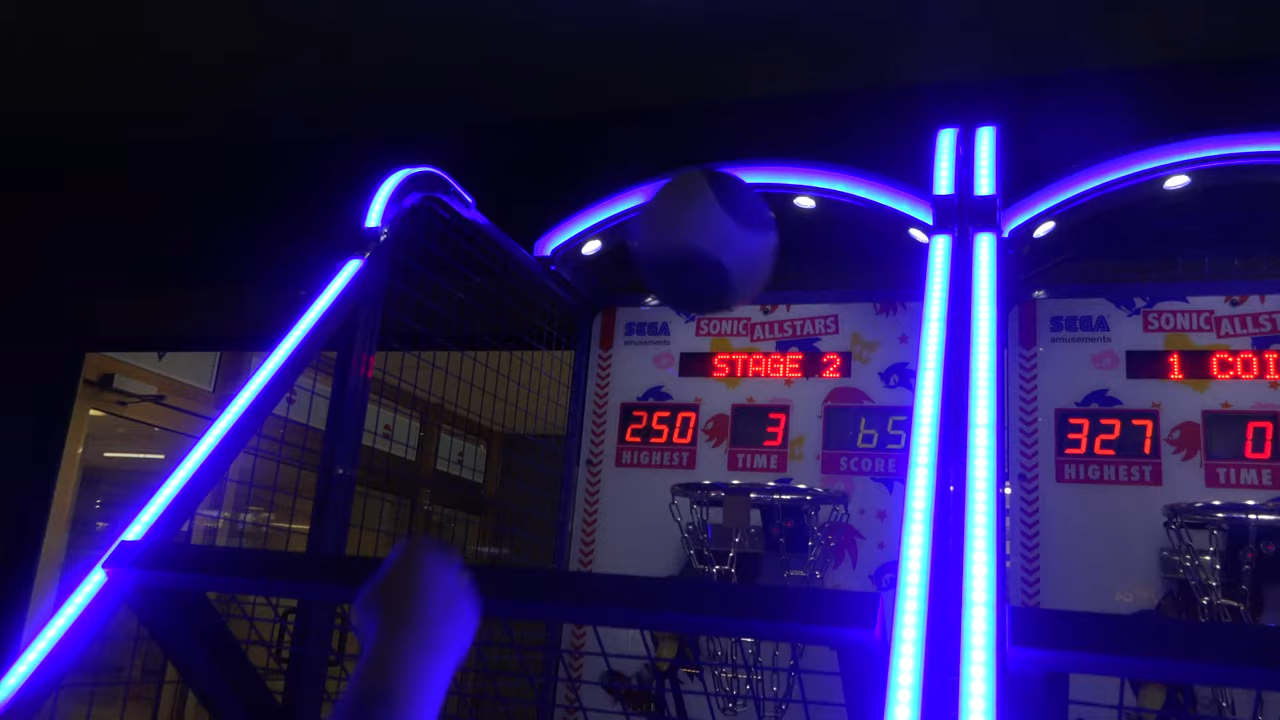 SEGA
amusements
SONIC ALLSTARS
STAGE 2
250
3
65
HIGHEST
TIME
SCORE
SEGA
amusements
SONIC ALLST
1 COI
327
0
HIGHEST
TIME